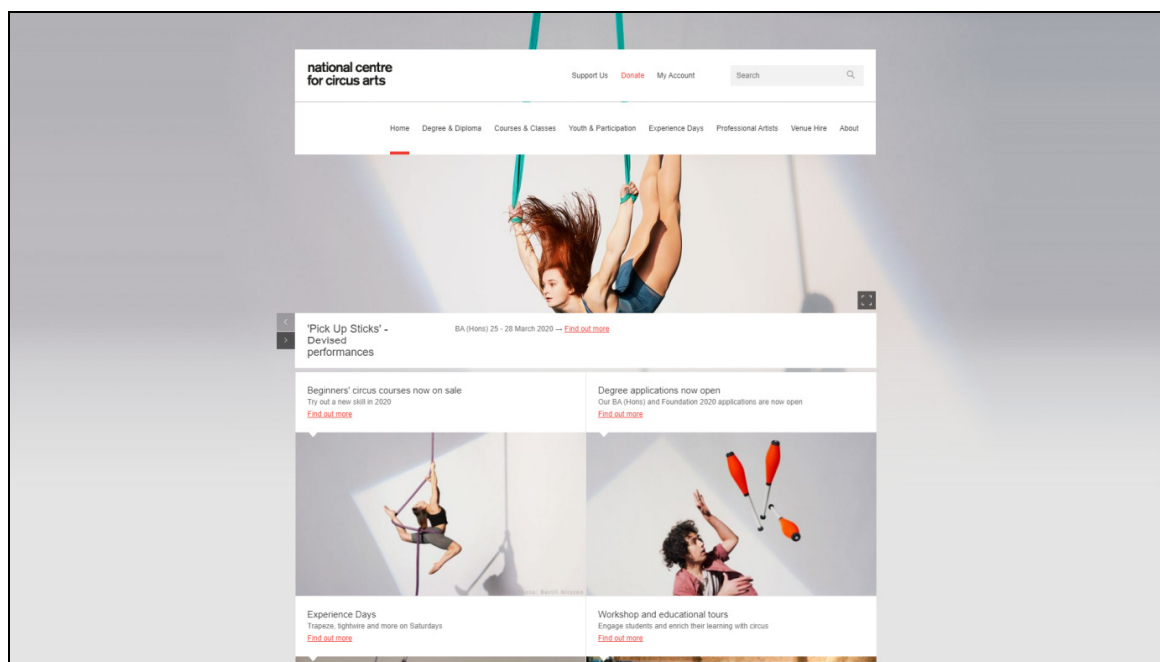 national centre
for circus arts
Support Us Donate My Account Search
Home Degree & Diploma Courses & Classes Youth & Participation Experience Days Professional Artists Venue Hire About
'Pick Up Sticks' -
Devised
performances
BA (Hons) 25 - 28 March 2020 → Find out more
Beginners' circus courses now on sale
Try out a new skill in 2020
Find out more
Degree applications now open
Our BA (Hons) and Foundation 2020 applications are now open
Find out more
Experience Days
Trapeze, tightwire and more on Saturdays
Find out more
Workshop and educational tours
Engage students and enrich their learning with circus
Find out more